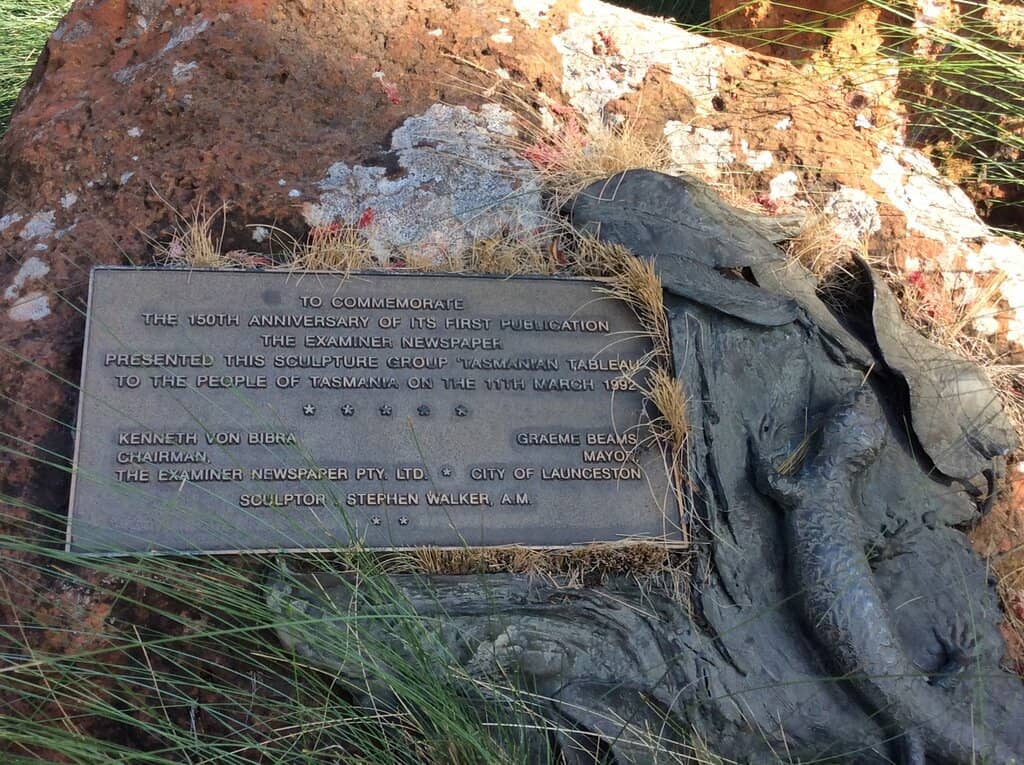 TO COMMEMORATE
THE 150TH ANNIVERSARY OF ITS FIRST PUBLICATION
THE EXAMINER NEWSPAPER
PRESENTED THIS SCULPTURE GROUP 'TASMANIAN TABLEAU
TO THE PEOPLE OF TASMANIA ON THE 11TH MARCH 1992
* * * * *
KENNETH VON BIBRA GRAEME BEAMS
CHAIRMAN, MAYOR,
THE EXAMINER NEWSPAPER PTY. LTD. * CITY OF LAUNCESTON
SCULPTOR STEPHEN WALKER, A.M.
* *